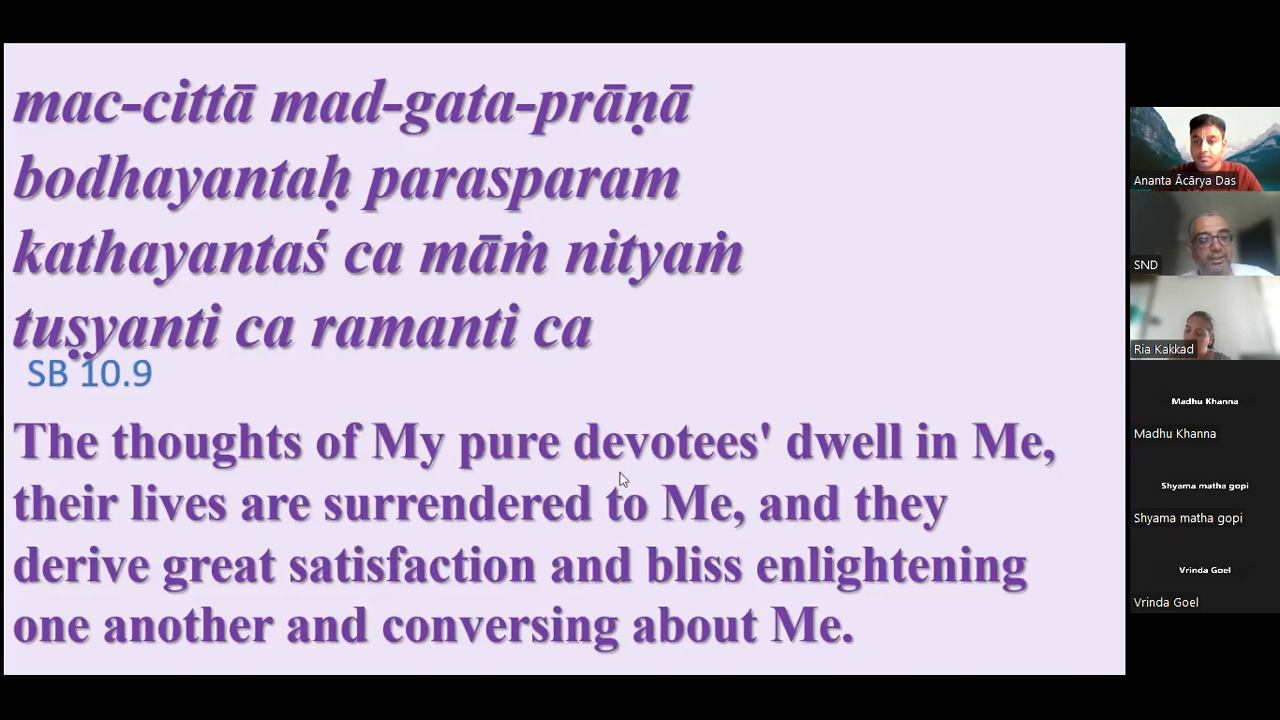 mac-cittā mad-gata-prāṇā
bodhayantaḥ parasparam
kathayantaś ca māṁ nityaṁ
tuṣyanti ca ramanti ca
SB 10.9
The thoughts of My pure devotees' dwell in Me,
their lives are surrendered to Me, and they
derive great satisfaction and bliss enlightening
one another and conversing about Me.
Ananta Ācārya Das
SND
Ria Kakkad
Madhu Khanna
Madhu Khanna
Shyama matha gopi
Shyama matha gopi
Vrinda Goel
Vrinda Goel